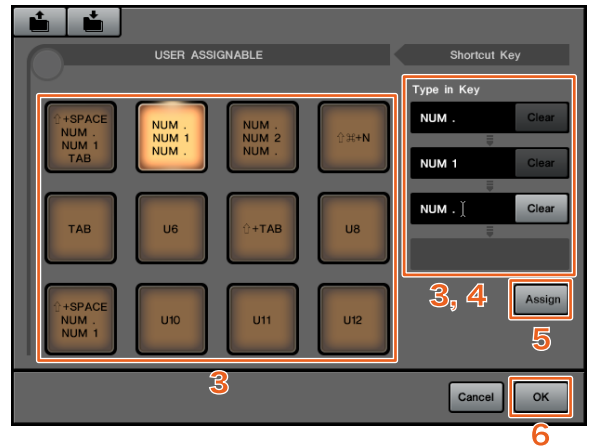 USER ASSIGNABLE
Shortcut Key
Type in Key
NUM .
Clear
NUM 1
Clear
NUM .
Clear
⇧+SPACE
NUM .
NUM 1
TAB
NUM .
NUM 1
NUM .
NUM .
NUM 2
NUM .
⇧⌘+N
TAB
U6
⇧+TAB
U8
⇧+SPACE
NUM .
NUM 1
U10
U11
U12
3, 4
Assign
5
3
Cancel
OK
6